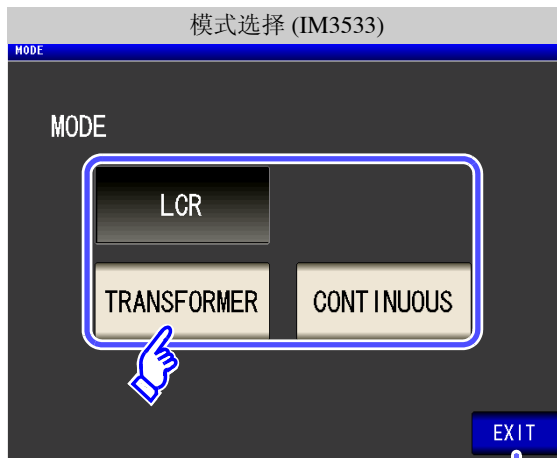 模式选择 (IM3533)
MODE
MODE
LCR
TRANSFORMER
CONTINUOUS
EXIT